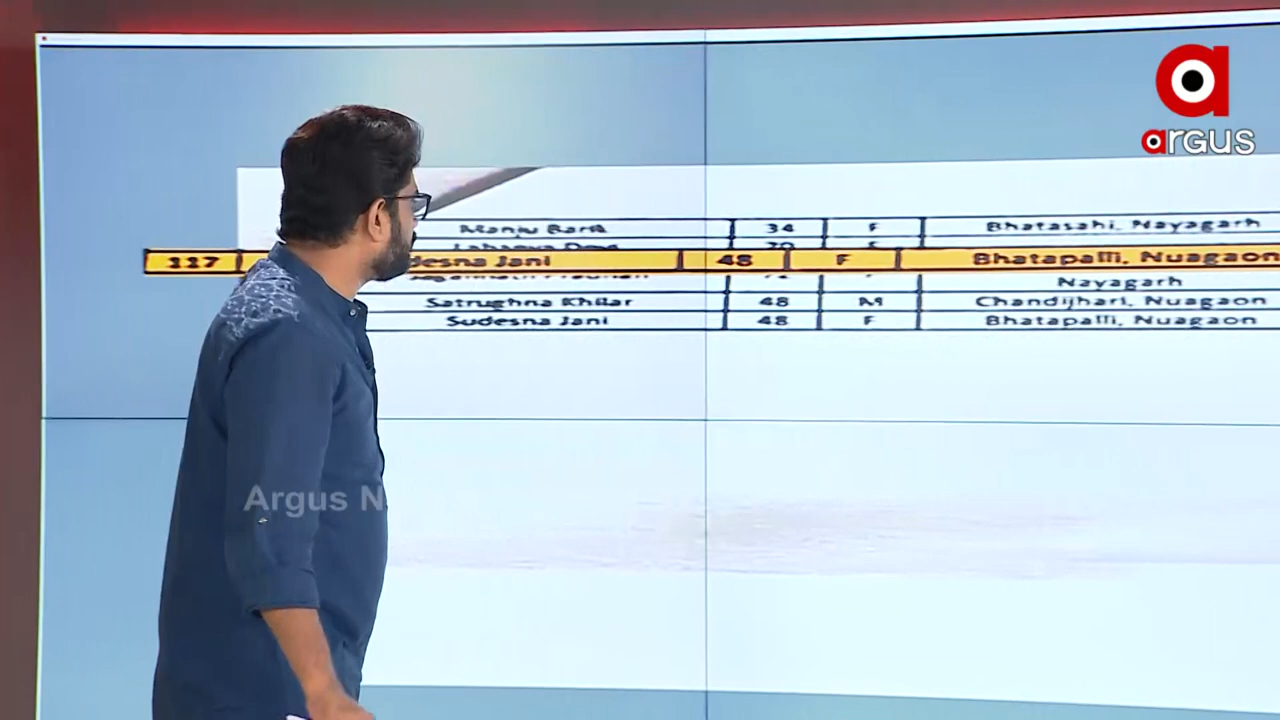 argus
Manju Barik 34 F Bhatasahi, Nayagarh
70 F
117 desna Jani 48 F Bhatapalli, Nuagaon
Nayagarh
Satrughna Khilar 48 M Chandijhari, Nuagaon
Sudesna Jani 48 F Bhatapalli, Nuagaon
Argus N